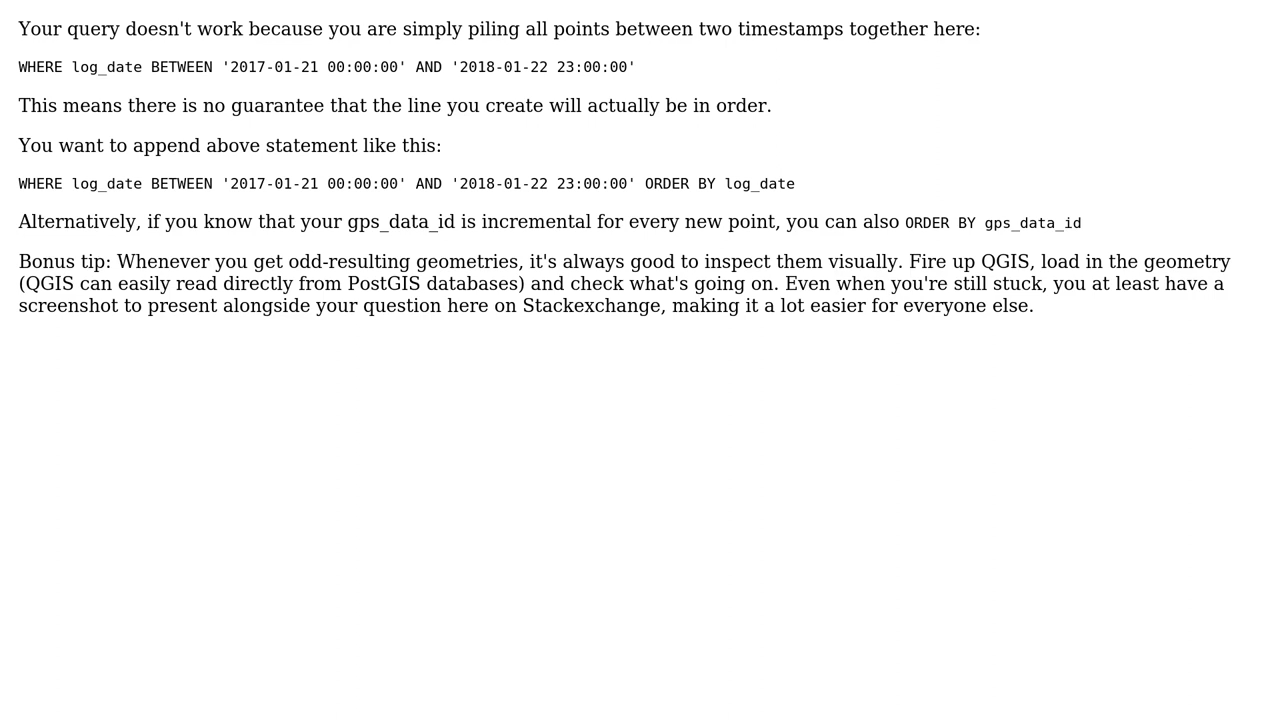 Your query doesn't work because you are simply piling all points between two timestamps together here:
WHERE log_date BETWEEN '2017-01-21 00:00:00' AND '2018-01-22 23:00:00'
This means there is no guarantee that the line you create will actually be in order.
You want to append above statement like this:
WHERE log_date BETWEEN '2017-01-21 00:00:00' AND '2018-01-22 23:00:00' ORDER BY log_date
Alternatively, if you know that your gps_data_id is incremental for every new point, you can also ORDER BY gps_data_id
Bonus tip: Whenever you get odd-resulting geometries, it's always good to inspect them visually. Fire up QGIS, load in the geometry
(QGIS can easily read directly from PostGIS databases) and check what's going on. Even when you're still stuck, you at least have a
screenshot to present alongside your question here on Stackexchange, making it a lot easier for everyone else.